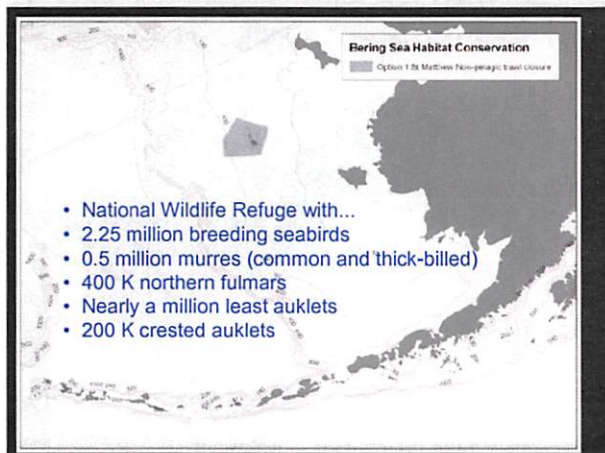 Bering Sea Habitat Conservation
Option 1 St Matthew Non-pelagic trawl closure
• National Wildlife Refuge with...
• 2.25 million breeding seabirds
• 0.5 million murres (common and thick-billed)
• 400 K northern fulmars
• Nearly a million least auklets
• 200 K crested auklets